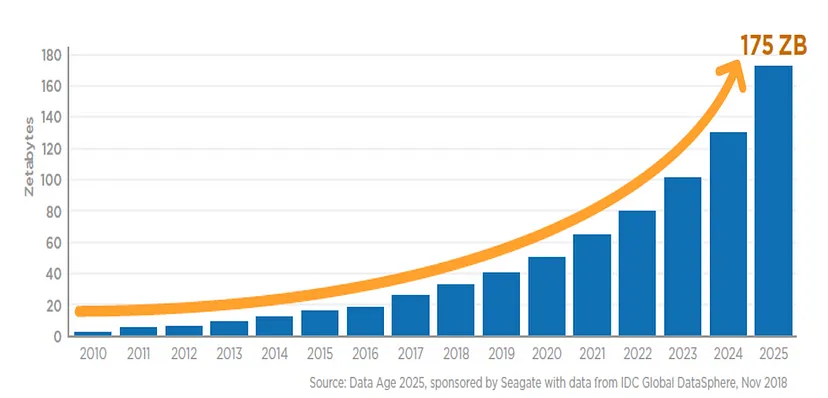 175 ZB
Zetabytes
180
160
140
120
100
80
60
40
20
0
2010 2011 2012 2013 2014 2015 2016 2017 2018 2019 2020 2021 2022 2023 2024 2025
Source: Data Age 2025, sponsored by Seagate with data from IDC Global DataSphere, Nov 2018